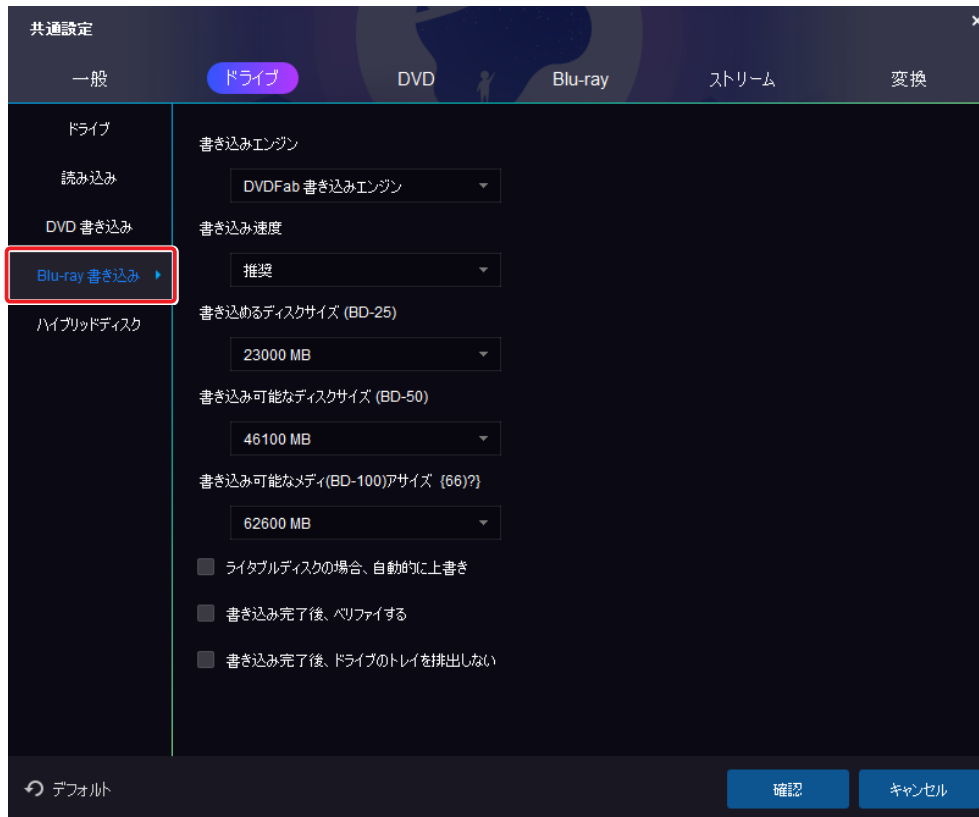 共通設定
一般 ドライブ DVD Blu-ray ストリーム 変換
ドライブ
読み込み
DVD 書き込み
Blu-ray 書き込み
ハイブリッドディスク
書き込みエンジン
DVDFab 書き込みエンジン
書き込み速度
推奨
書き込めるディスクサイズ (BD-25)
23000 MB
書き込み可能なディスクサイズ (BD-50)
46100 MB
書き込み可能なメディ(BD-100)アサイズ {66)?}
62600 MB
ライタブルディスクの場合、自動的に上書き
書き込み完了後、ベリファイする
書き込み完了後、ドライブのトレイを排出しない
デフォルト
確認 キャンセル